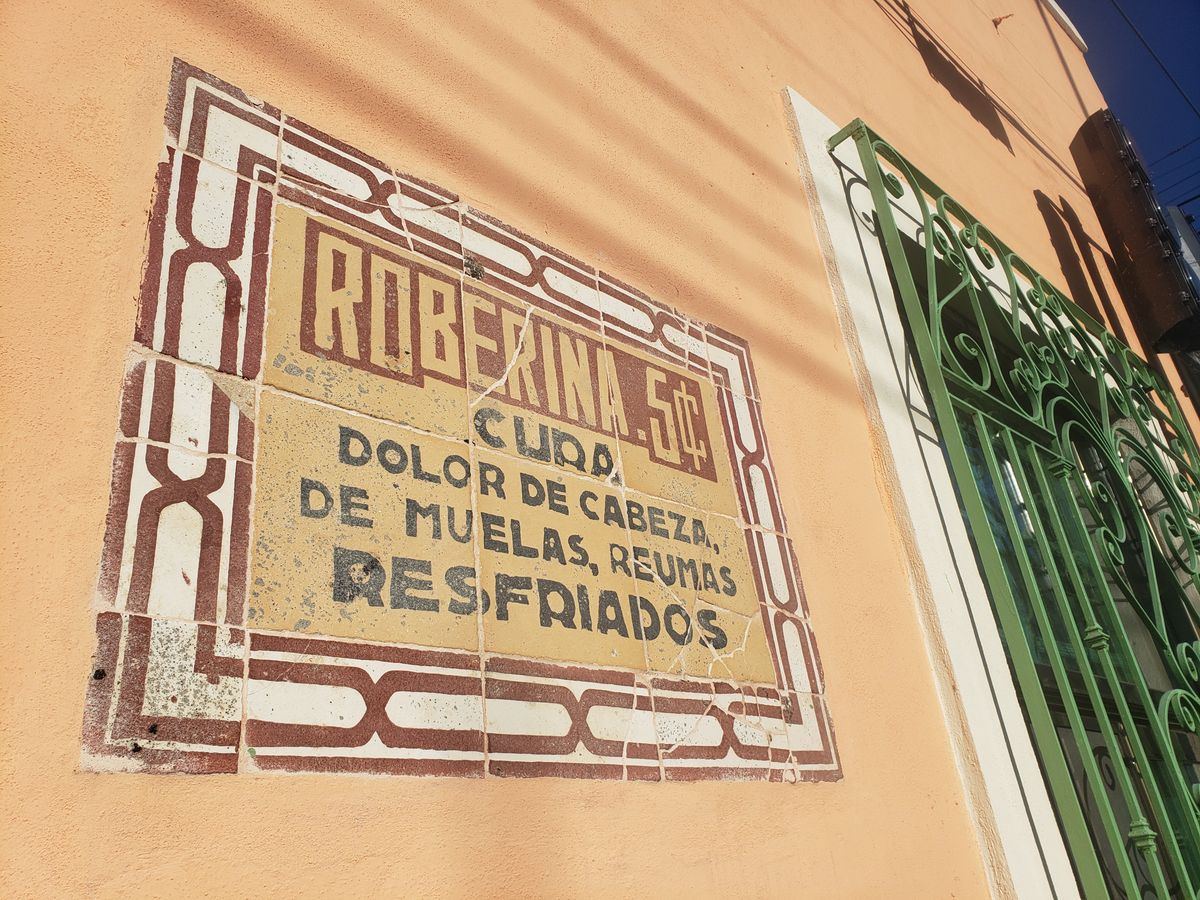 ROBERINA. 5¢
CURA
DOLOR DE CABEZA,
DE MUELAS, REUMAS
RESFRIADOS